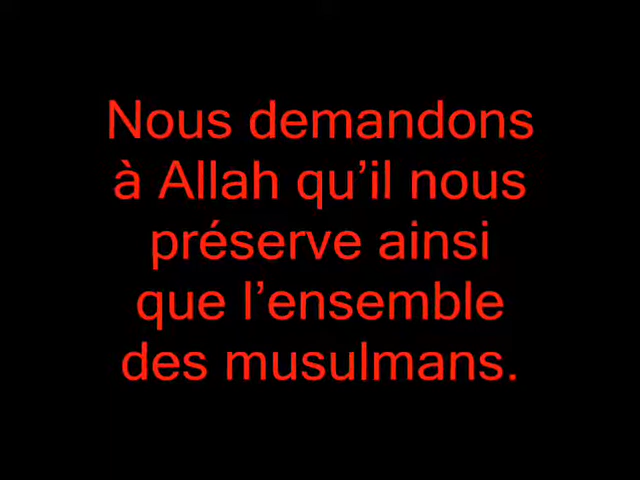 Nous demandons
à Allah qu’il nous
préserve ainsi
que l’ensemble
des musulmans.